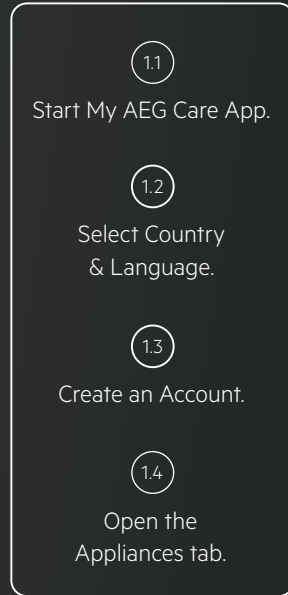 1.1
Start My AEG Care App.
1.2
Select Country
& Language.
1.3
Create an Account.
1.4
Open the
Appliances tab.